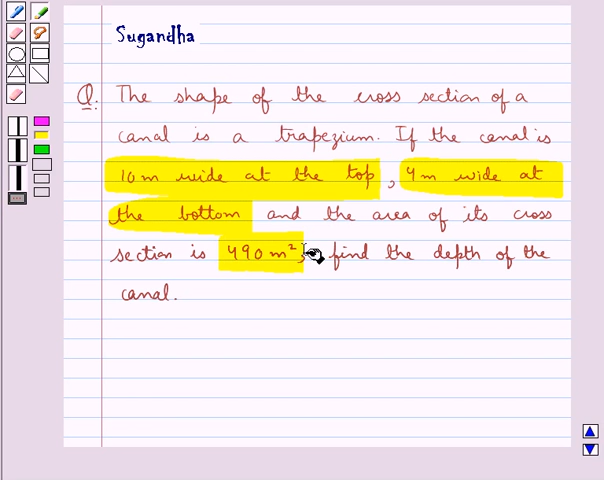 Sugandha
Q. The shape of the cross section of a
canal is a trapezium. If the canal is
10m wide at the top, 4m wide at
the bottom and the area of its cross
section is 490 m², find the depth of the
canal.